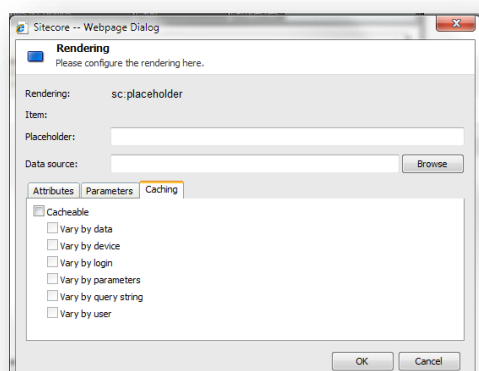 Sitecore -- Webpage Dialog
Rendering
Please configure the rendering here.
Rendering: sc:placeholder
Item:
Placeholder:
Data source: Browse
Attributes Parameters Caching
Cacheable
Vary by data
Vary by device
Vary by login
Vary by parameters
Vary by query string
Vary by user
OK Cancel